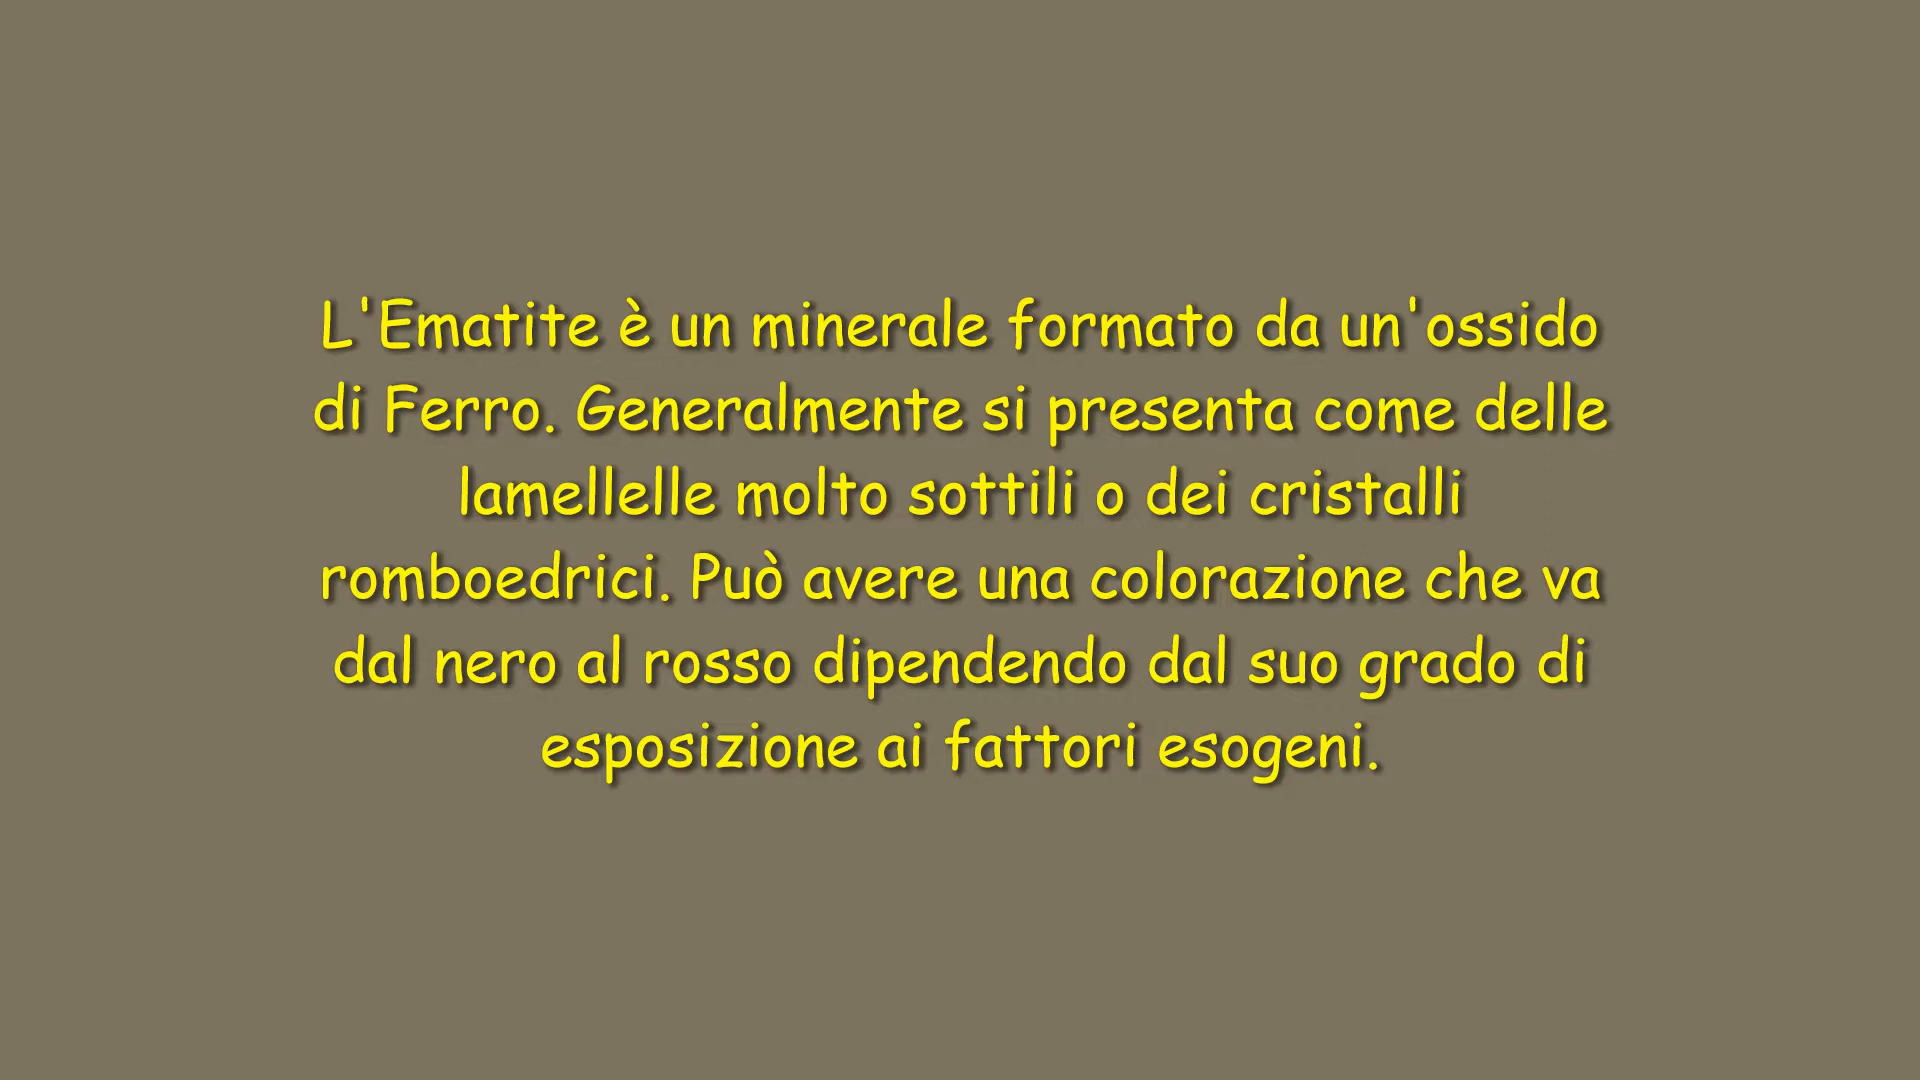 L'Ematite è un minerale formato da un'ossido
di Ferro. Generalmente si presenta come delle
lamellelle molto sottili o dei cristalli
romboedrici. Può avere una colorazione che va
dal nero al rosso dipendendo dal suo grado di
esposizione ai fattori esogeni.